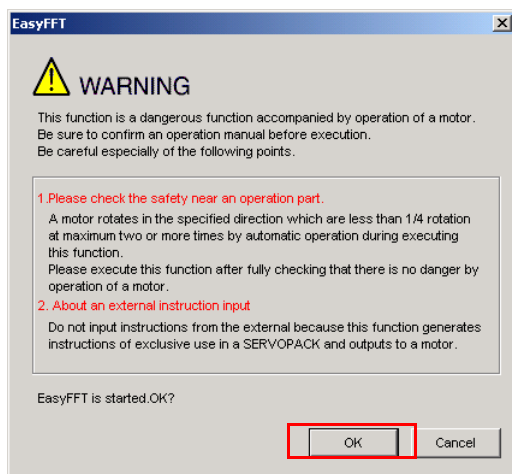 EasyFFT
WARNING
This function is a dangerous function accompanied by operation of a motor.
Be sure to confirm an operation manual before execution.
Be careful especially of the following points.
1.Please check the safety near an operation part.
A motor rotates in the specified direction which are less than 1/4 rotation
at maximum two or more times by automatic operation during executing
this function.
Please execute this function after fully checking that there is no danger by
operation of a motor.
2. About an external instruction input
Do not input instructions from the external because this function generates
instructions of exclusive use in a SERVOPACK and outputs to a motor.
EasyFFT is started.OK?
OK Cancel